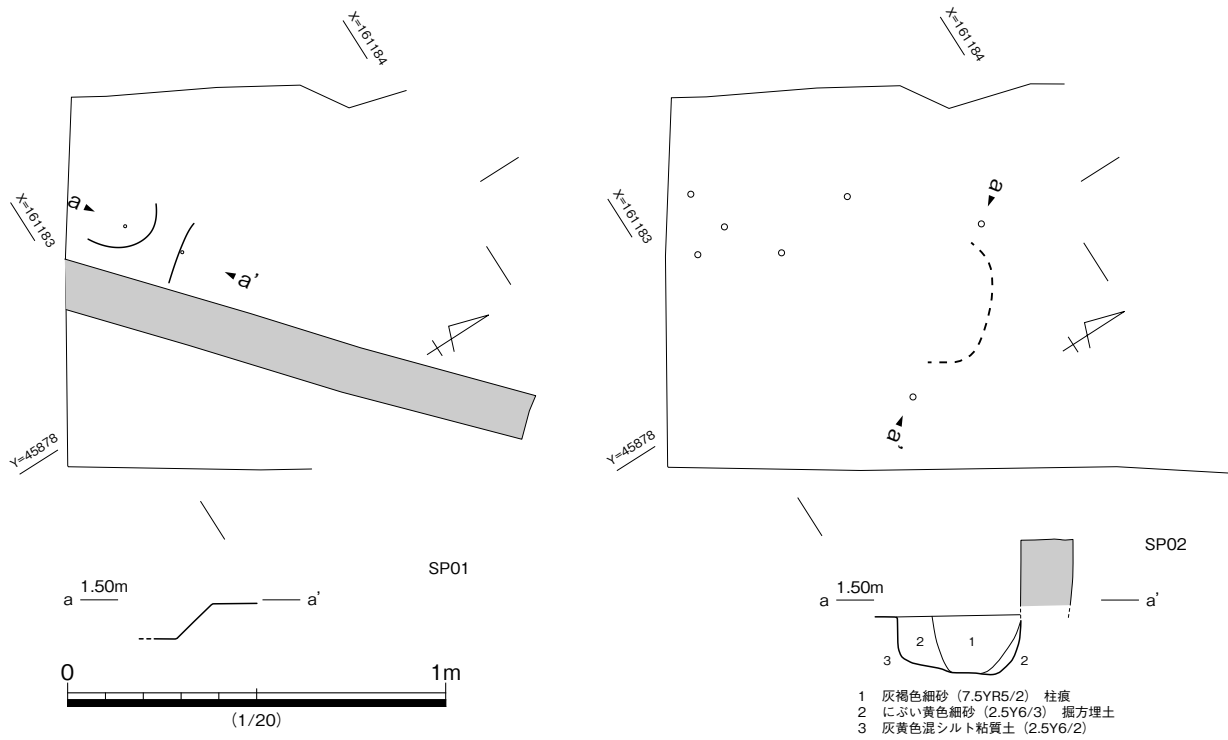 X=161184
X=161184
X=161183
X=161183
a
a'
a
a'
Y=45878
Y=45878
SP01
a 1.50m a'
0 1m
(1/20)
SP02
a 1.50m a'
2 1
3 2
1 灰褐色細砂（7.5YR5/2） 柱痕
2 にぶい黄色細砂（2.5Y6/3） 掘方埋土
3 灰黄色混シルト粘質土（2.5Y6/2）